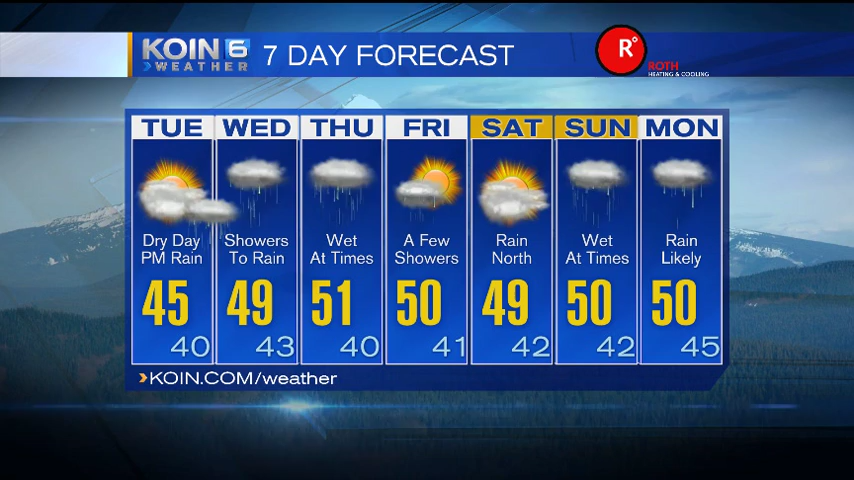 KOIN 6
WEATHER
7 DAY FORECAST
R°
ROTH
HEATING & COOLING
TUE WED THU FRI SAT SUN MON
Dry Day
PM Rain
Showers
To Rain
Wet
At Times
A Few
Showers
Rain
North
Wet
At Times
Rain
Likely
45 49 51 50 49 50 50
40 43 40 41 42 42 45
KOIN.COM/weather